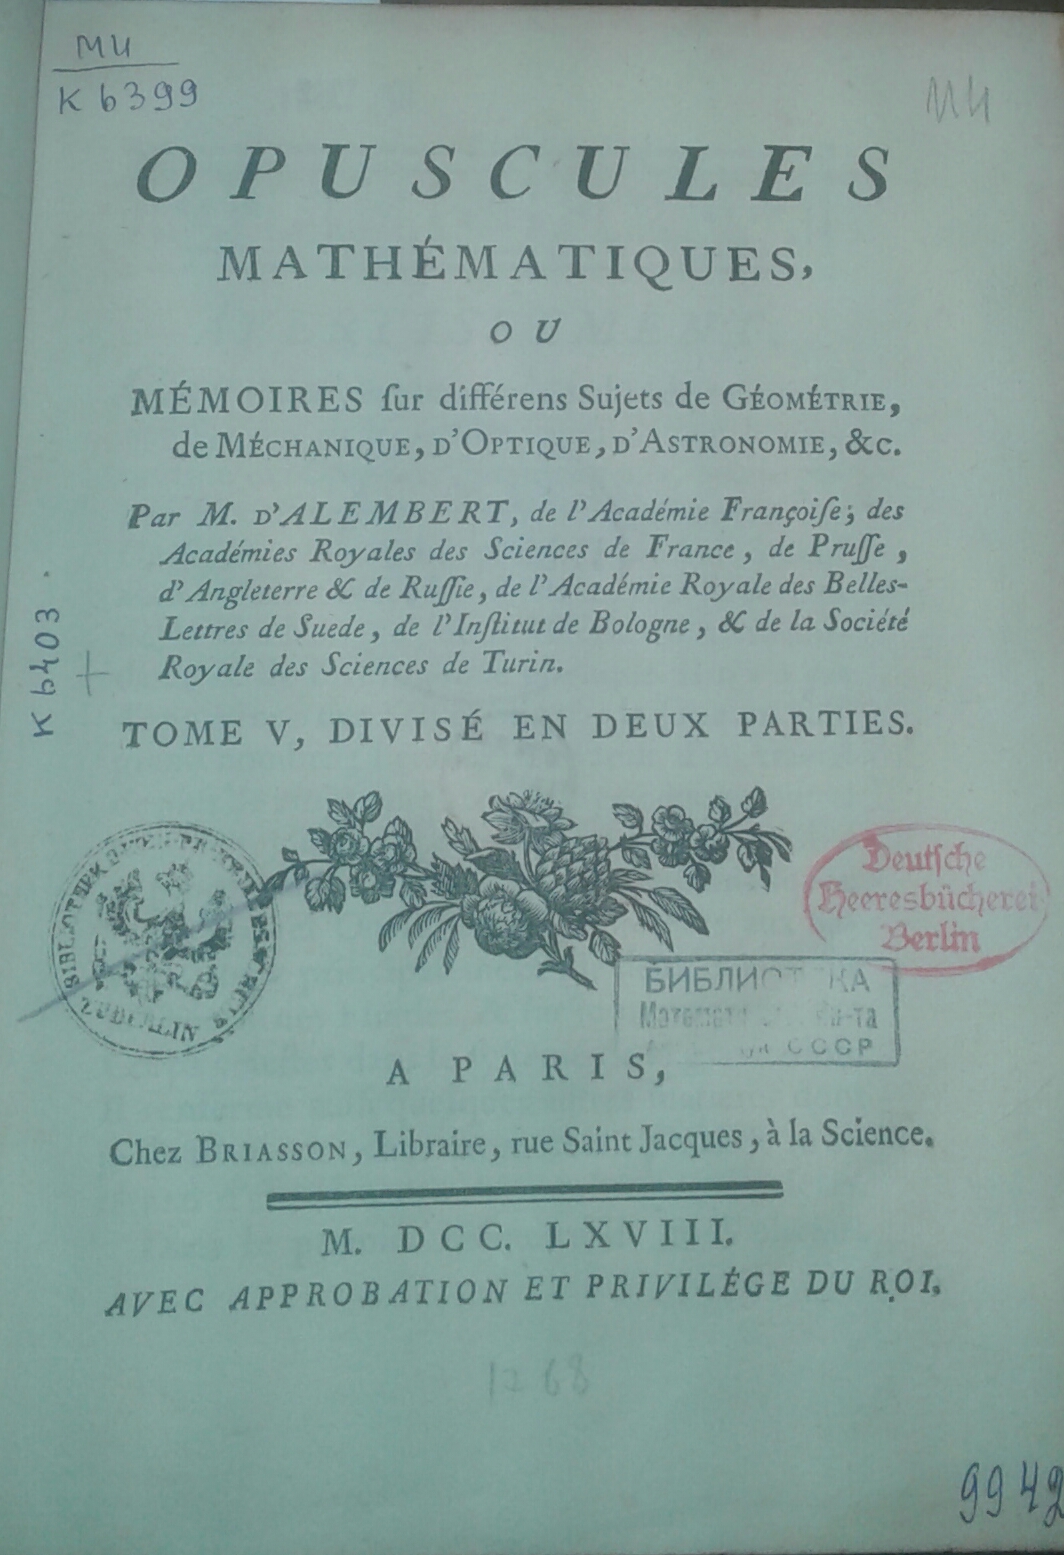 МИ
К 6399
МИ
OPUSCULES
MATHÉMATIQUES,
OU
MÉMOIRES ſur différens Sujets de GÉOMÉTRIE,
de MÉCHANIQUE, D'OPTIQUE, D'ASTRONOMIE, &c.
Par M. D'ALEMBERT, de l'Académie Françoiſe; des
Académies Royales des Sciences de France, de Pruſſe,
d'Angleterre & de Ruſſie, de l'Académie Royale des Belles-
Lettres de Suede, de l'Inſtitut de Bologne, & de la Société
Royale des Sciences de Turin.
К 6403.
TOME V, DIVISÉ EN DEUX PARTIES.
BIBLIOTHEK
ZU BERLIN
Deutſche
Heeresbücherei
Berlin
БИБЛИОТЕКА
СССР
A PARIS,
Chez BRIASSON, Libraire, rue Saint Jacques, à la Science.
M. DCC. LXVIII.
AVEC APPROBATION ET PRIVILÉGE DU ROI.
1768
9942